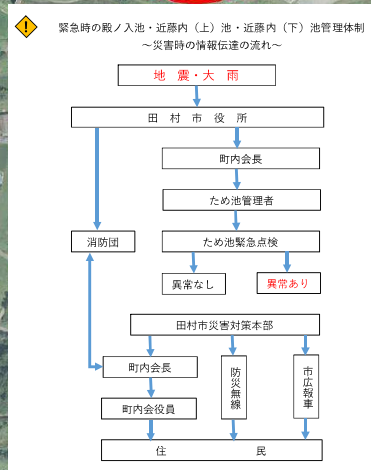 緊急時の殿ノ入池・近藤内（上）池・近藤内（下）池管理体制
～災害時の情報伝達の流れ～
地　震・大　雨
田　村　市　役　所
町内会長
ため池管理者
消防団
ため池緊急点検
異常なし
異常あり
田村市災害対策本部
町内会長
防災無線
市広報車
町内会役員
住　　　　　民